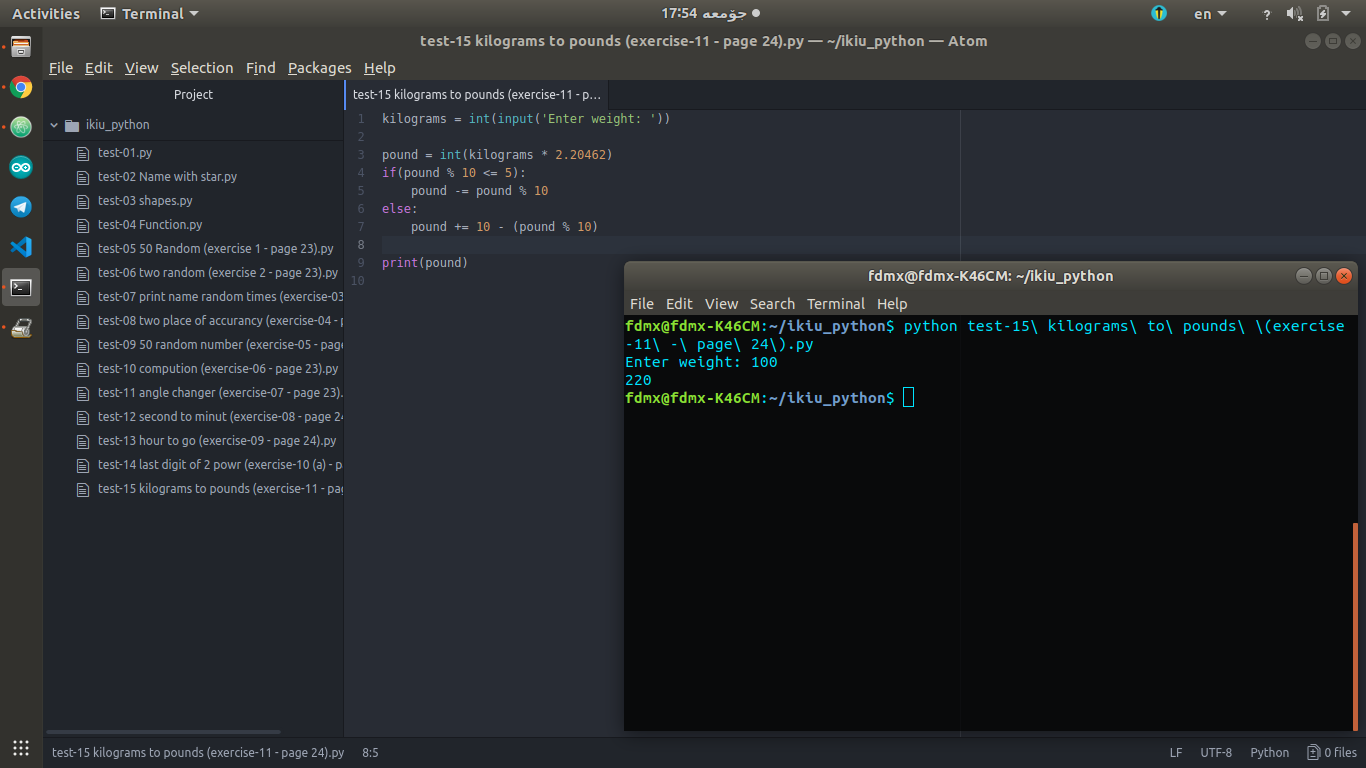 Activities Terminal 17:54 جۆمعه en ?
test-15 kilograms to pounds (exercise-11 - page 24).py — ~/ikiu_python — Atom
File Edit View Selection Find Packages Help
Project
ikiu_python
test-01.py
test-02 Name with star.py
test-03 shapes.py
test-04 Function.py
test-05 50 Random (exercise 1 - page 23).py
test-06 two random (exercise 2 - page 23).py
test-07 print name random times (exercise-03
test-08 two place of accurancy (exercise-04 - p
test-09 50 random number (exercise-05 - page
test-10 compution (exercise-06 - page 23).py
test-11 angle changer (exercise-07 - page 23).
test-12 second to minut (exercise-08 - page 24
test-13 hour to go (exercise-09 - page 24).py
test-14 last digit of 2 powr (exercise-10 (a) - pa
test-15 kilograms to pounds (exercise-11 - pag
test-15 kilograms to pounds (exercise-11 - p...
1 kilograms = int(input('Enter weight: '))
2
3 pound = int(kilograms * 2.20462)
4 if(pound % 10 <= 5):
5     pound -= pound % 10
6 else:
7     pound += 10 - (pound % 10)
8
9 print(pound)
10
fdmx@fdmx-K46CM: ~/ikiu_python
File Edit View Search Terminal Help
fdmx@fdmx-K46CM:~/ikiu_python$ python test-15\ kilograms\ to\ pounds\ \(exercise
-11\ -\ page\ 24\).py
Enter weight: 100
220
fdmx@fdmx-K46CM:~/ikiu_python$
test-15 kilograms to pounds (exercise-11 - page 24).py 8:5 LF UTF-8 Python 0 files